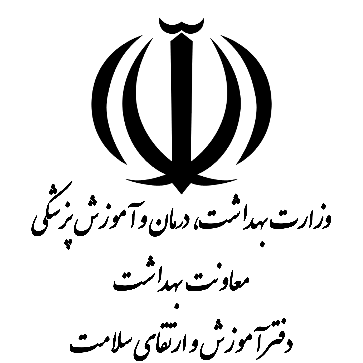 وزارت بهداشت، درمان و آموزش پزشکی
معاونت بهداشت
دفتر آموزش و ارتقای سلامت